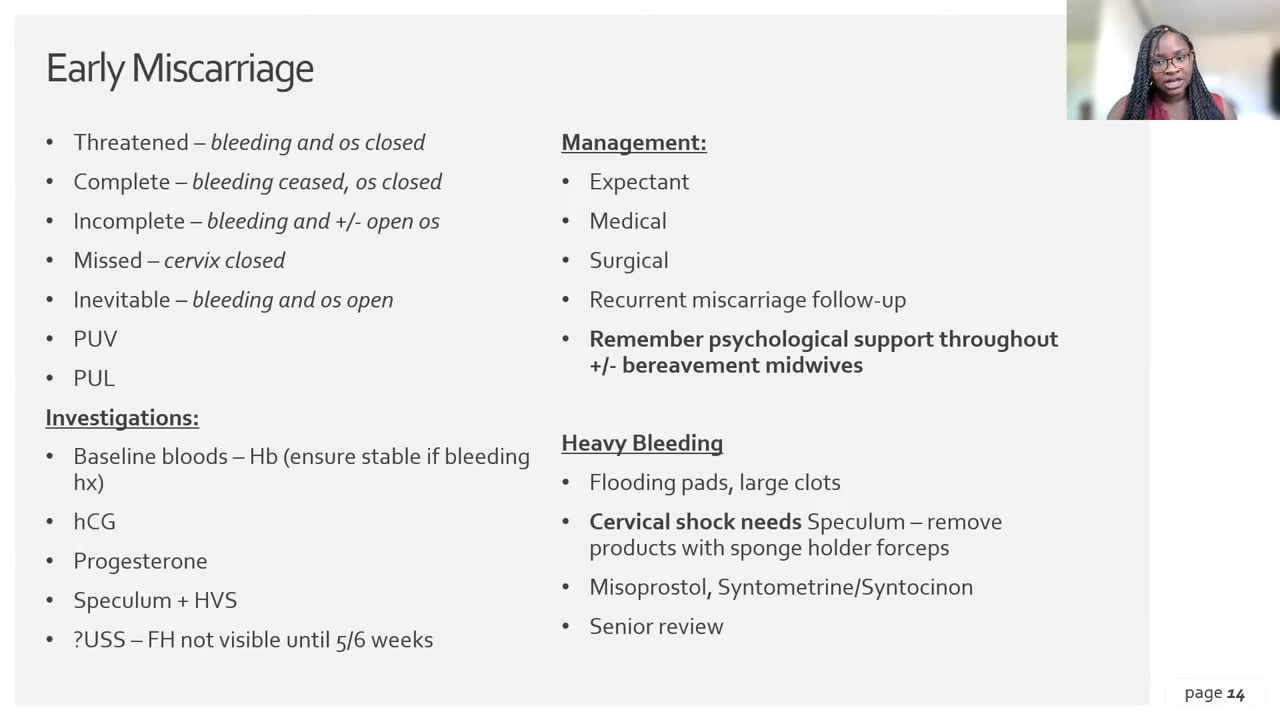 Early Miscarriage
• Threatened – bleeding and os closed
• Complete – bleeding ceased, os closed
• Incomplete – bleeding and +/- open os
• Missed – cervix closed
• Inevitable – bleeding and os open
• PUV
• PUL
Investigations:
• Baseline bloods – Hb (ensure stable if bleeding
hx)
• hCG
• Progesterone
• Speculum + HVS
• ?USS – FH not visible until 5/6 weeks
Management:
• Expectant
• Medical
• Surgical
• Recurrent miscarriage follow-up
• Remember psychological support throughout
+/- bereavement midwives
Heavy Bleeding
• Flooding pads, large clots
• Cervical shock needs Speculum – remove
products with sponge holder forceps
• Misoprostol, Syntometrine/Syntocinon
• Senior review
page 14